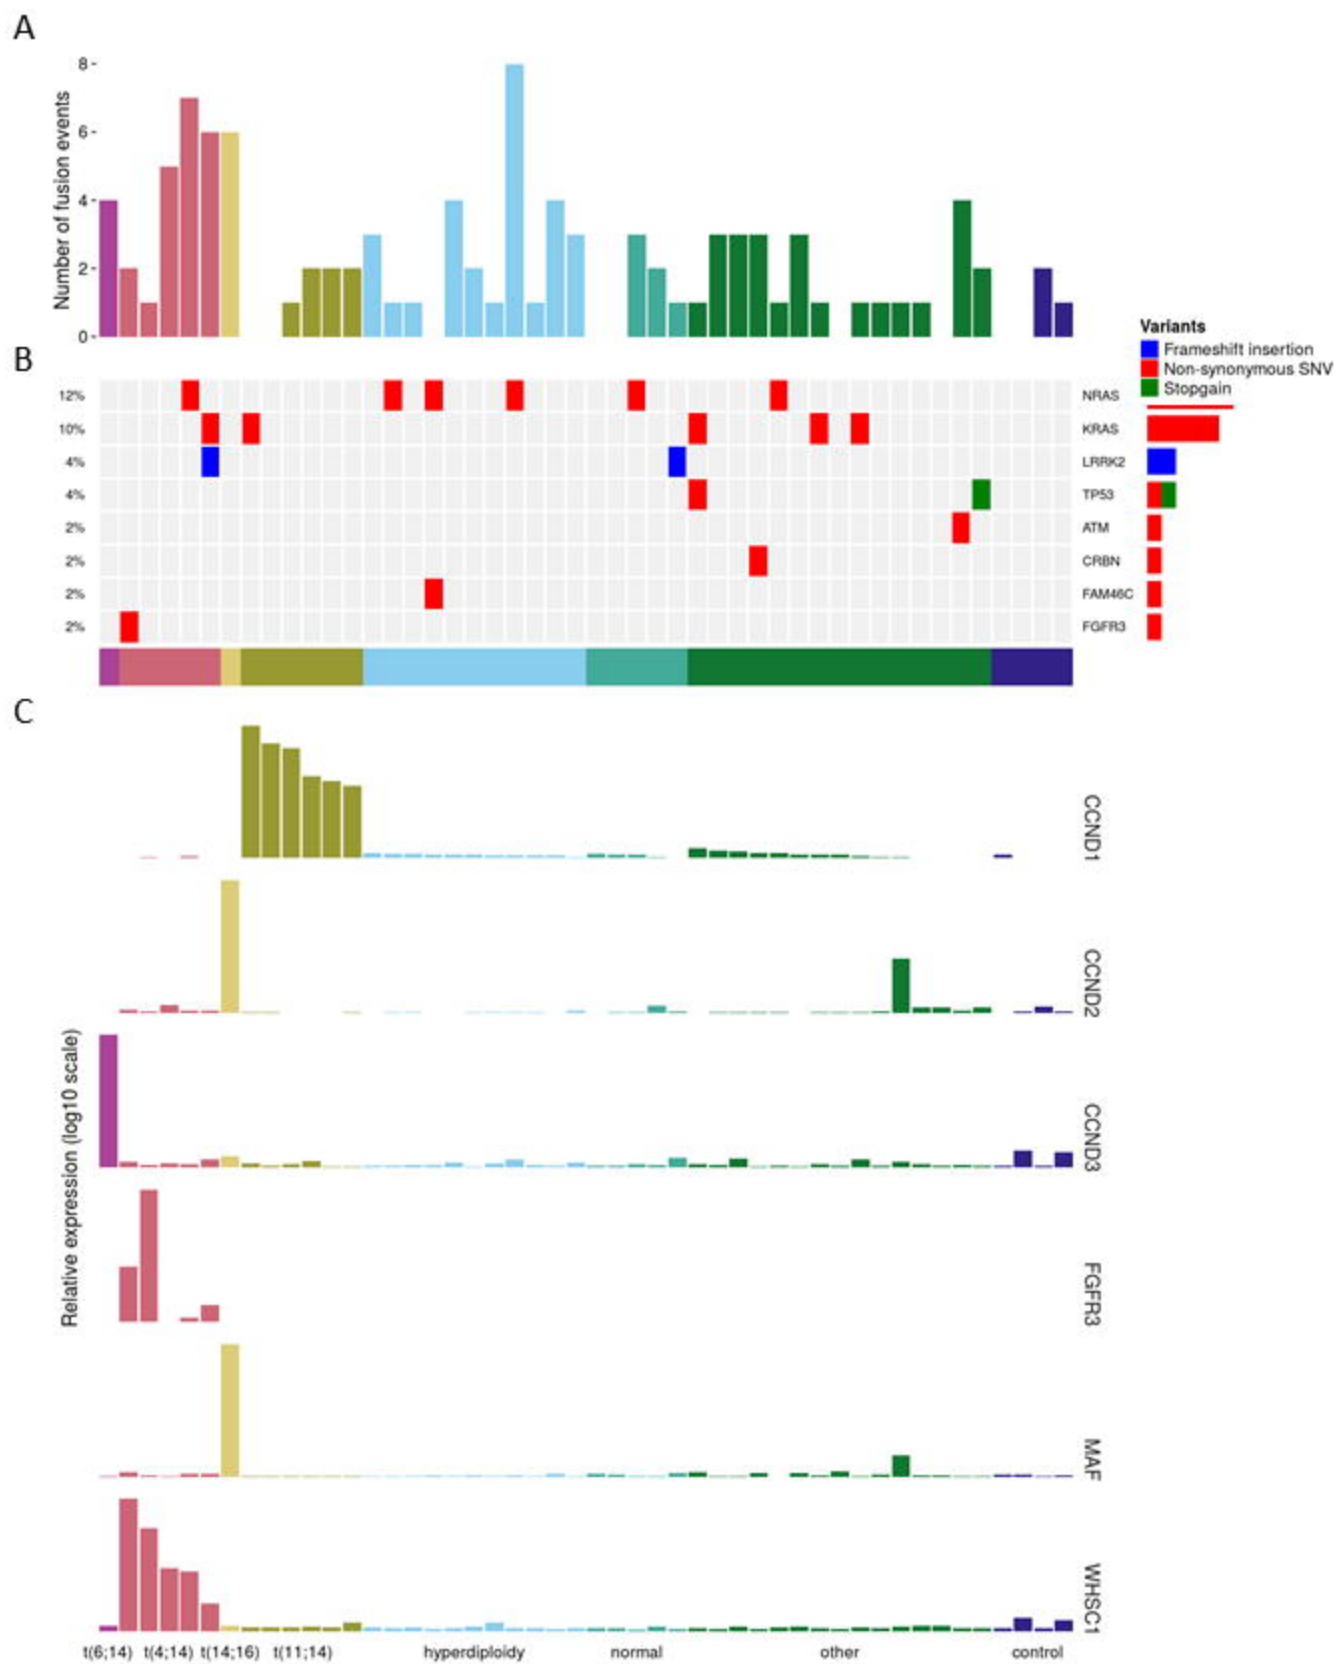 A
8
6
4
2
0
Number of fusion events
Variants
Frameshift insertion
Non-synonymous SNV
Stopgain
B
12% NRAS
10% KRAS
4% LRRK2
4% TP53
2% ATM
2% CRBN
2% FAM46C
2% FGFR3
C
Relative expression (log10 scale)
CCND1
CCND2
CCND3
FGFR3
MAF
WHSC1
t(6;14) t(4;14) t(14;16) t(11;14) hyperdiploidy normal other control